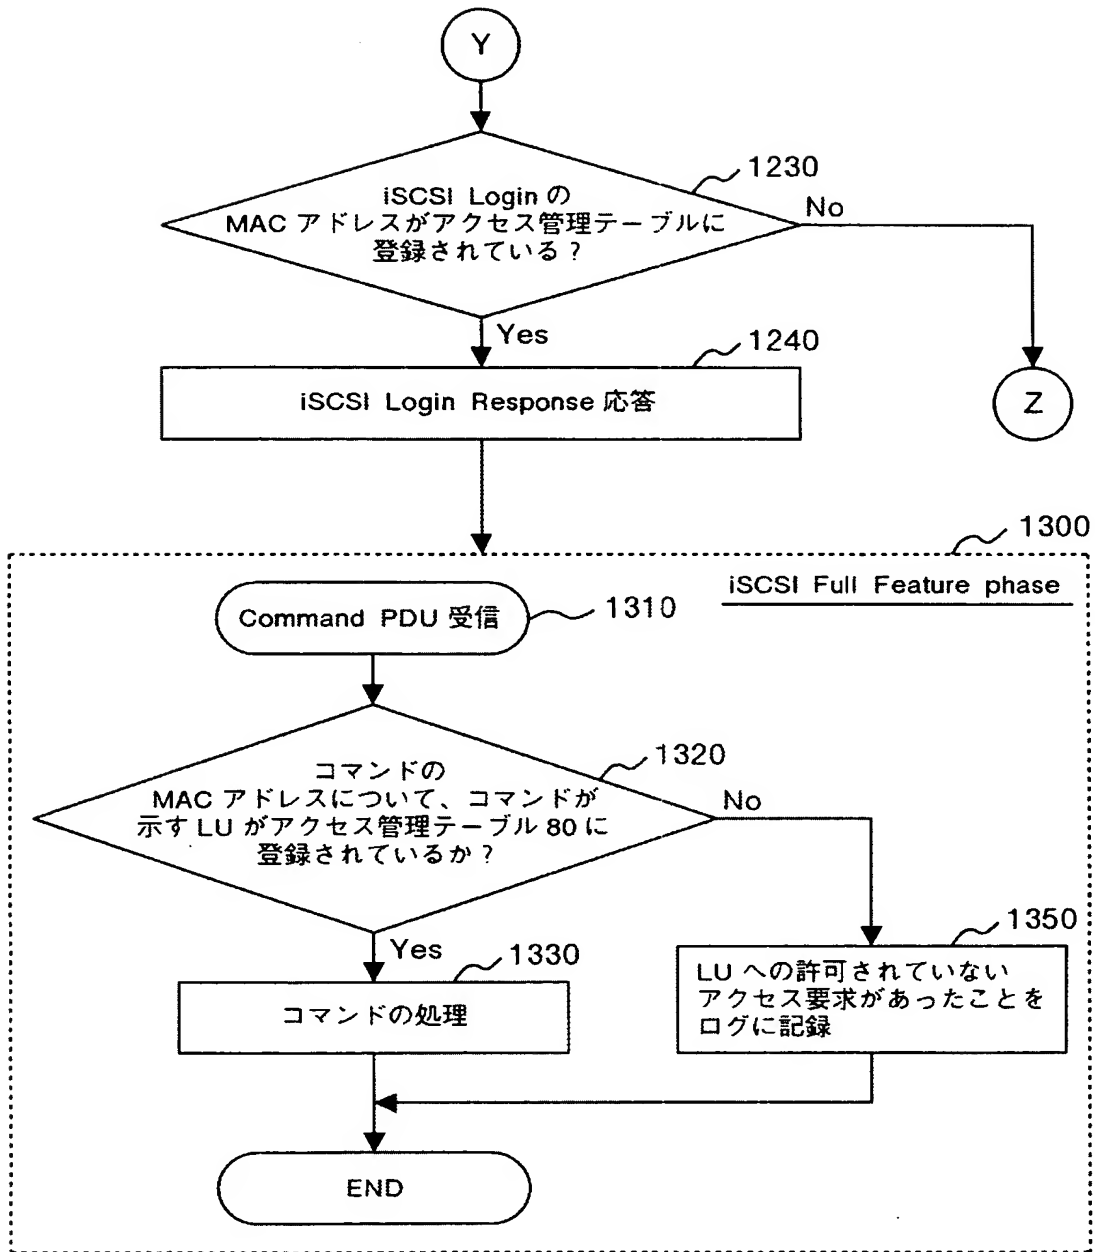 Y
1230
iSCSI Login の
MAC アドレスがアクセス管理テーブルに
登録されている?
No
Yes
1240
iSCSI Login Response 応答
Z
1300
iSCSI Full Feature phase
Command PDU 受信
1310
1320
コマンドの
MAC アドレスについて、コマンドが
示す LU がアクセス管理テーブル 80 に
登録されているか?
No
Yes
1330
コマンドの処理
1350
LU への許可されていない
アクセス要求があったことを
ログに記録
END